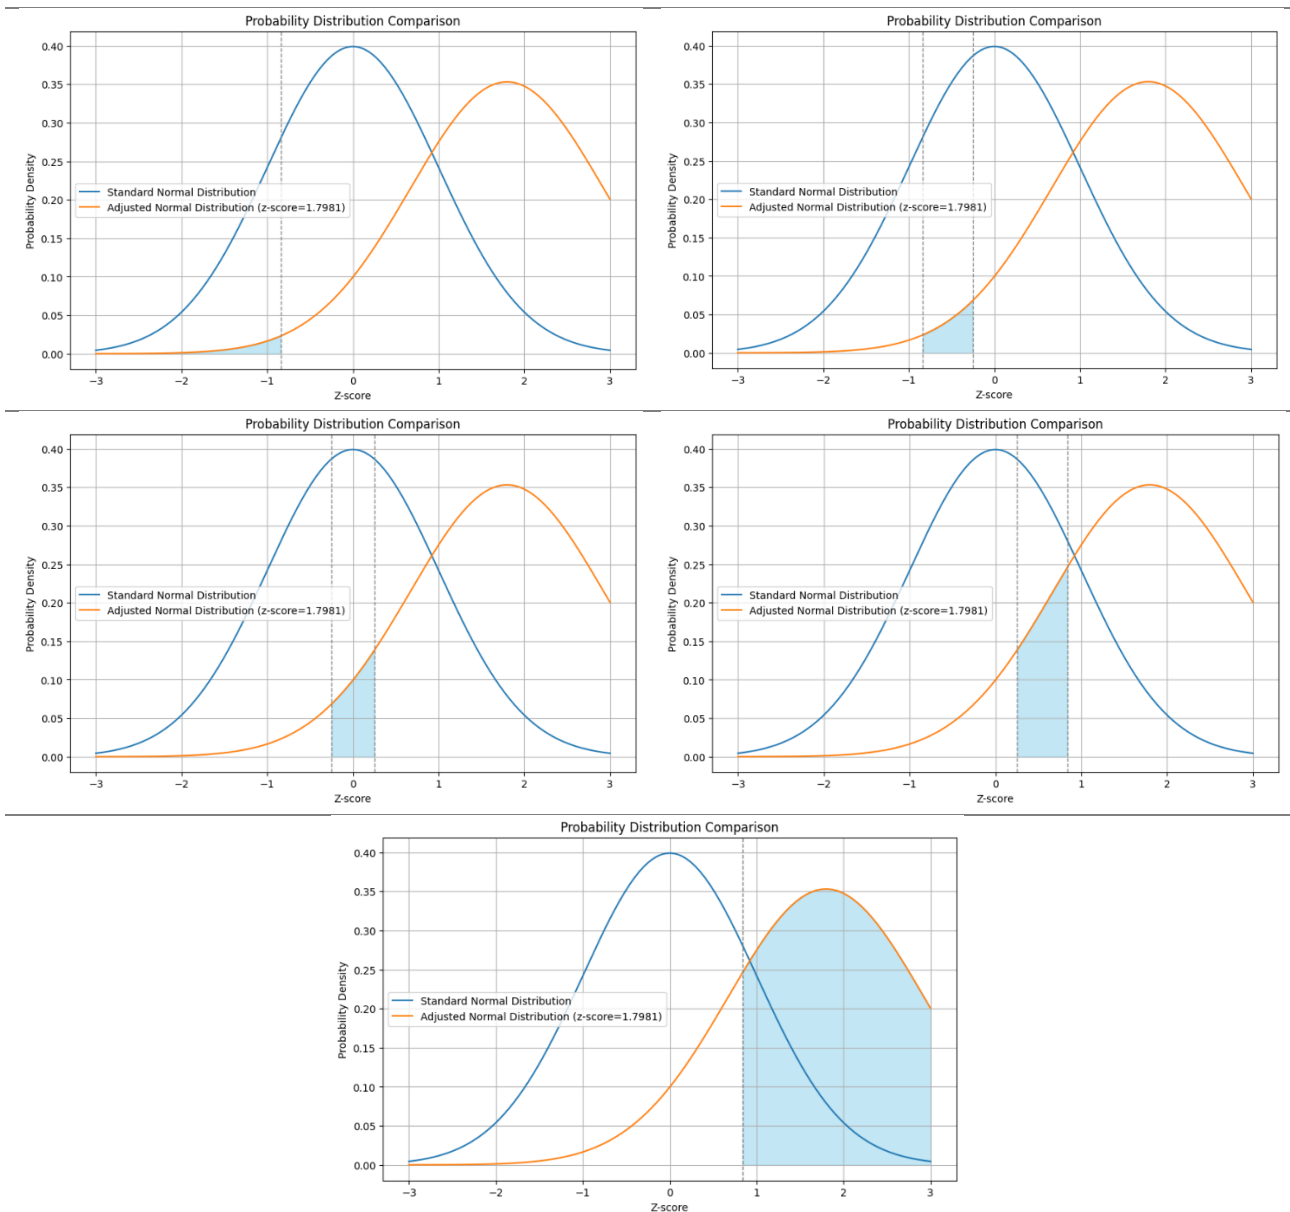 Probability Distribution Comparison
0.40
0.35
0.30
0.25
0.20
0.15
0.10
0.05
0.00
Probability Density
Standard Normal Distribution
Adjusted Normal Distribution (z-score=1.7981)
−3 −2 −1 0 1 2 3
Z-score
Probability Distribution Comparison
0.40
0.35
0.30
0.25
0.20
0.15
0.10
0.05
0.00
Probability Density
Standard Normal Distribution
Adjusted Normal Distribution (z-score=1.7981)
−3 −2 −1 0 1 2 3
Z-score
Probability Distribution Comparison
0.40
0.35
0.30
0.25
0.20
0.15
0.10
0.05
0.00
Probability Density
Standard Normal Distribution
Adjusted Normal Distribution (z-score=1.7981)
−3 −2 −1 0 1 2 3
Z-score
Probability Distribution Comparison
0.40
0.35
0.30
0.25
0.20
0.15
0.10
0.05
0.00
Probability Density
Standard Normal Distribution
Adjusted Normal Distribution (z-score=1.7981)
−3 −2 −1 0 1 2 3
Z-score
Probability Distribution Comparison
0.40
0.35
0.30
0.25
0.20
0.15
0.10
0.05
0.00
Probability Density
Standard Normal Distribution
Adjusted Normal Distribution (z-score=1.7981)
−3 −2 −1 0 1 2 3
Z-score